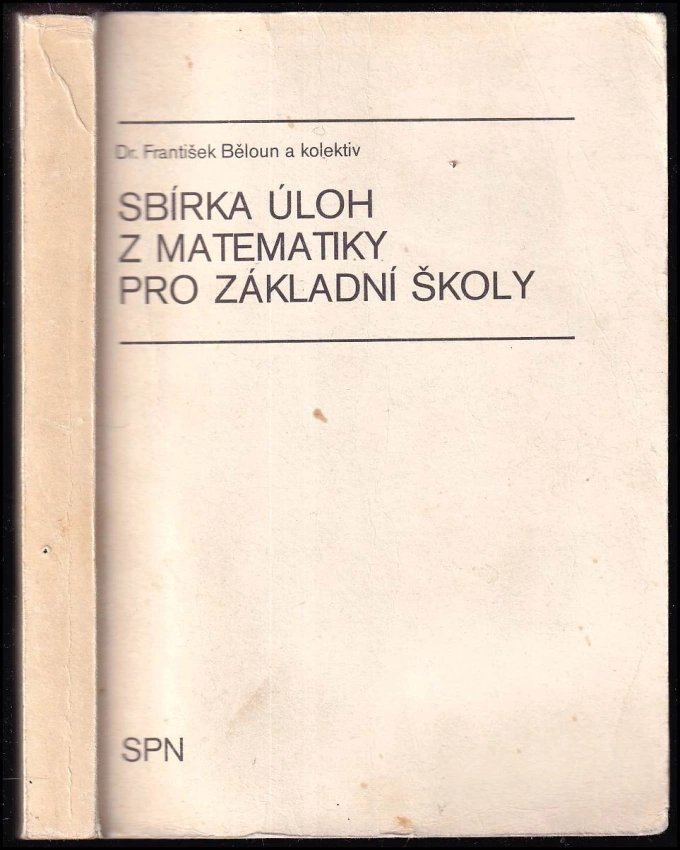 Dr. František Běloun a kolektiv
SBÍRKA ÚLOH
Z MATEMATIKY
PRO ZÁKLADNÍ ŠKOLY
SPN